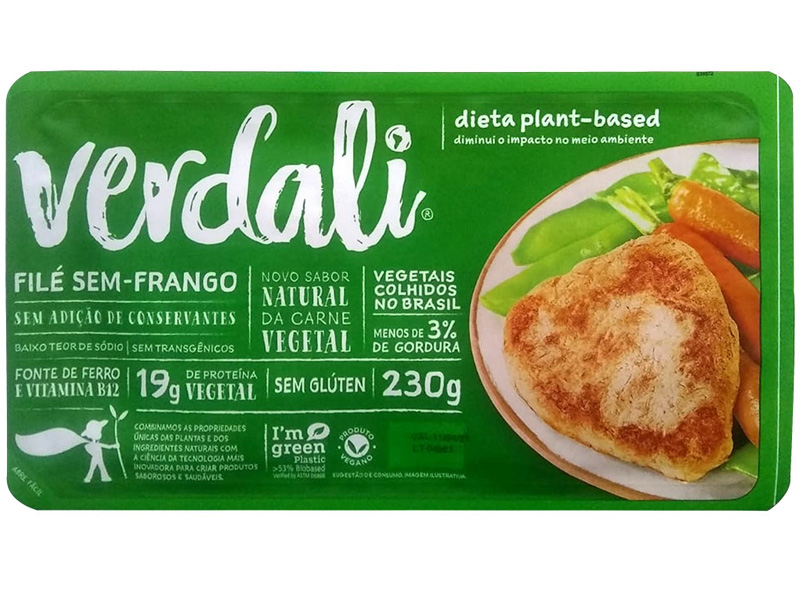 verdali®
dieta plant-based
diminui o impacto no meio ambiente
FILÉ SEM-FRANGO
SEM ADIÇÃO DE CONSERVANTES
BAIXO TEOR DE SÓDIO | SEM TRANSGÊNICOS
NOVO SABOR
NATURAL
DA CARNE
VEGETAL
VEGETAIS
COLHIDOS
NO BRASIL
MENOS DE 3%
DE GORDURA
FONTE DE FERRO
E VITAMINA B12
19g DE PROTEÍNA
VEGETAL
SEM GLÚTEN
230g
COMBINAMOS AS PROPRIEDADES
ÚNICAS DAS PLANTAS E DOS
INGREDIENTES NATURAIS COM
A CIÊNCIA DA TECNOLOGIA MAIS
INOVADORA PARA CRIAR PRODUTOS
SABOROSOS E SAUDÁVEIS.
I'm
green
Plastic
>53% Biobased
PRODUTO
VEGANO
SUGESTÃO DE CONSUMO. IMAGEM ILUSTRATIVA.
ABRE FÁCIL